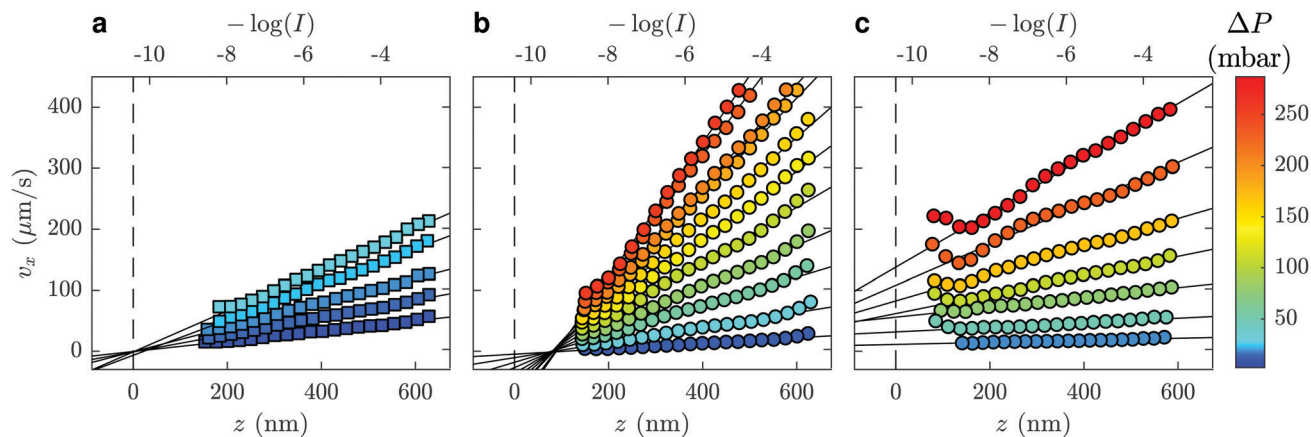 a − log(I) b − log(I) c − log(I) ΔP
-10 -8 -6 -4 -10 -8 -6 -4 -10 -8 -6 -4 (mbar)
400
300
200
100
0
v_x (μm/s)
250
200
150
100
50
0 200 400 600 0 200 400 600 0 200 400 600
z (nm) z (nm) z (nm)